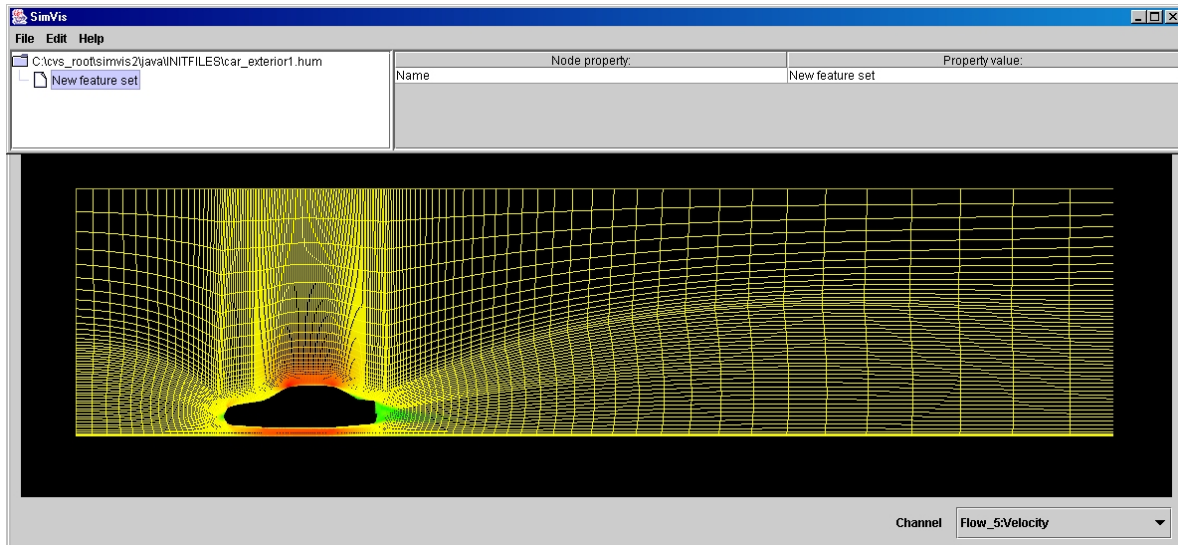 SimVis
File Edit Help
C:\cvs_root\simvis2\java\INITFILES\car_exterior1.hum
New feature set
Node property: Property value:
Name New feature set
Channel Flow_5:Velocity